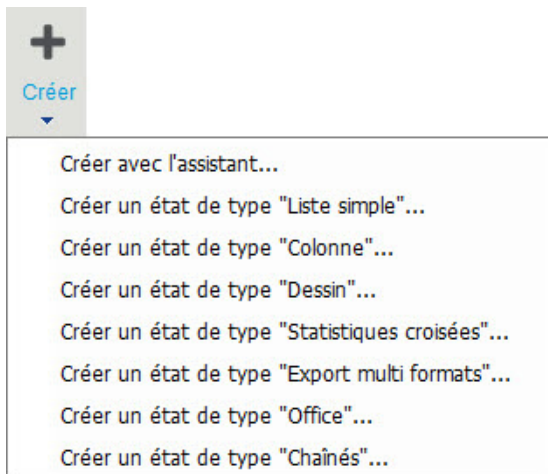 Créer
Créer avec l'assistant...
Créer un état de type "Liste simple"...
Créer un état de type "Colonne"...
Créer un état de type "Dessin"...
Créer un état de type "Statistiques croisées"...
Créer un état de type "Export multi formats"...
Créer un état de type "Office"...
Créer un état de type "Chaînés"...